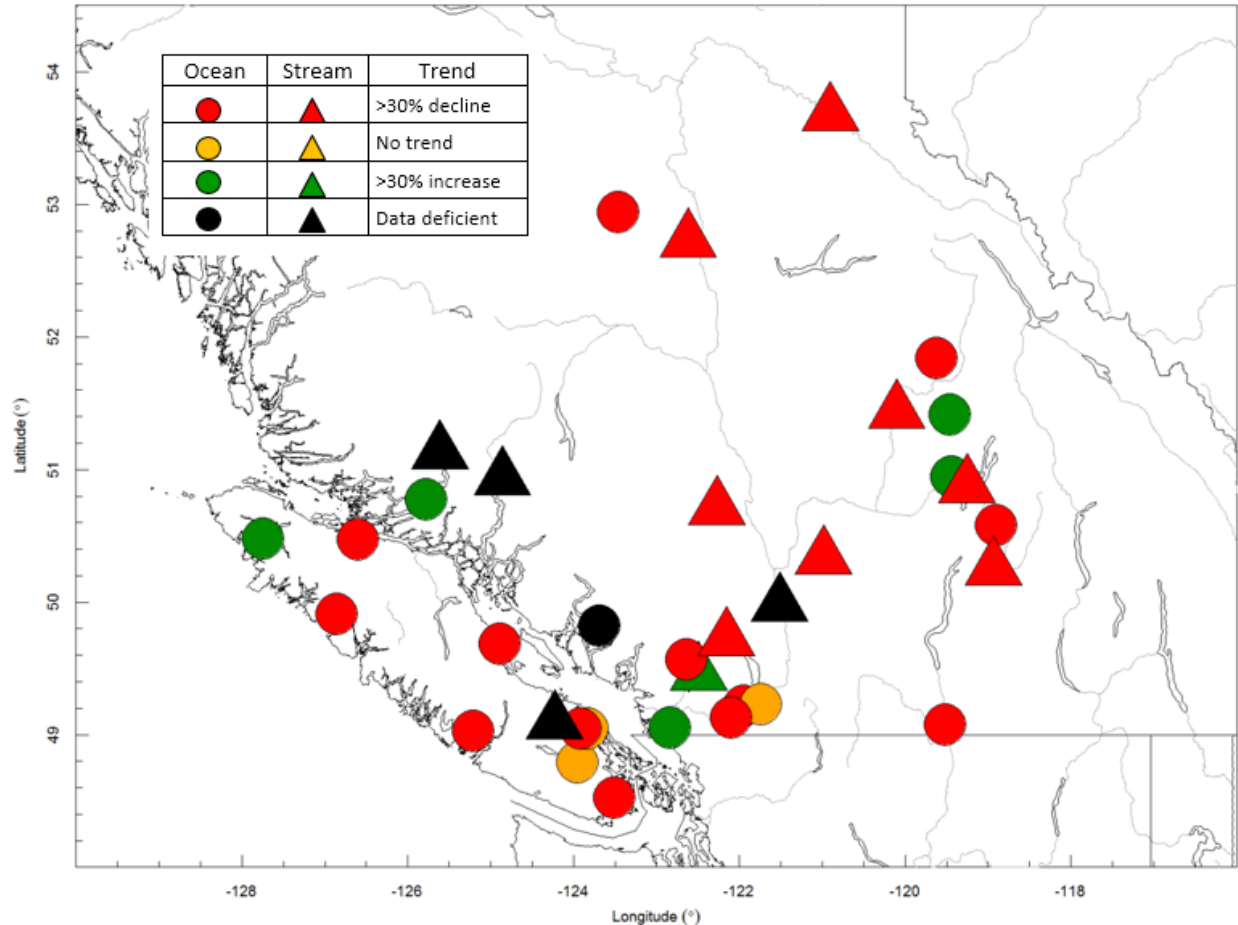 Ocean Stream Trend
>30% decline
No trend
>30% increase
Data deficient
54
53
52
51
50
49
Latitude (°)
-128 -126 -124 -122 -120 -118
Longitude (°)